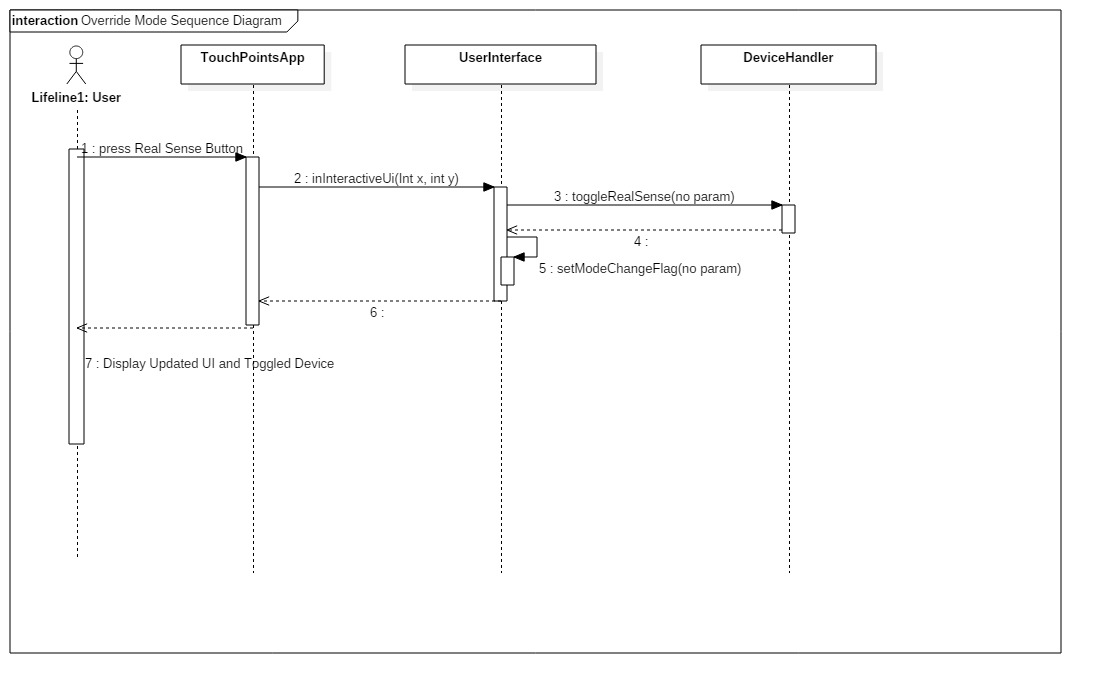 interaction Override Mode Sequence Diagram
TouchPointsApp
UserInterface
DeviceHandler
Lifeline1: User
1 : press Real Sense Button
2 : inInteractiveUi(Int x, int y)
3 : toggleRealSense(no param)
4 :
5 : setModeChangeFlag(no param)
6 :
7 : Display Updated UI and Toggled Device